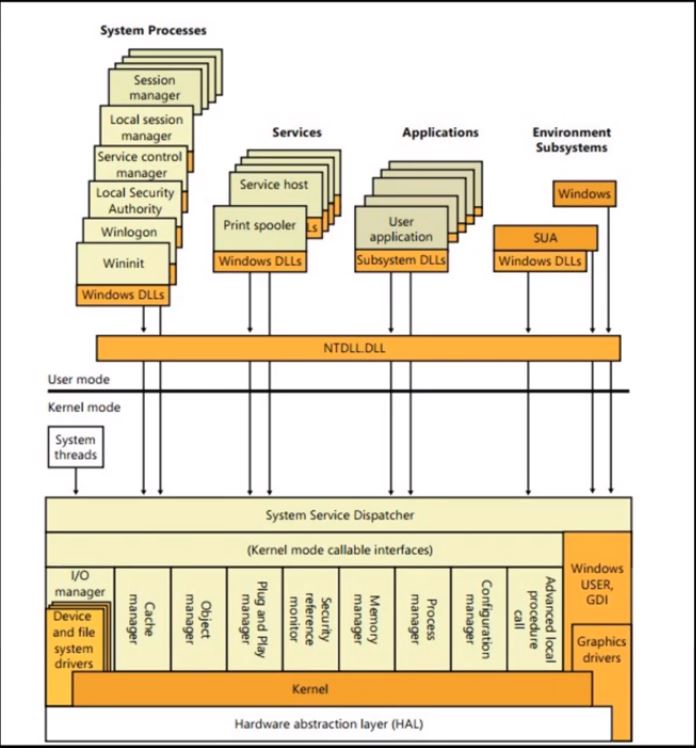 System Processes
Session
manager
Local session
manager
Service control
manager
Local Security
Authority
Winlogon
Wininit
Windows DLLs
Services
Service host
Ls
Print spooler
Windows DLLs
Applications
User
application
Subsystem DLLs
Environment
Subsystems
Windows
SUA
Windows DLLs
NTDLL.DLL
User mode
Kernel mode
System
threads
System Service Dispatcher
(Kernel mode callable interfaces)
I/O
manager
Device
and file
system
drivers
Cache
manager
Object
manager
Plug and Play
manager
Security
reference
monitor
Memory
manager
Process
manager
Configuration
manager
Advanced local
procedure
call
Windows
USER,
GDI
Graphics
drivers
Kernel
Hardware abstraction layer (HAL)